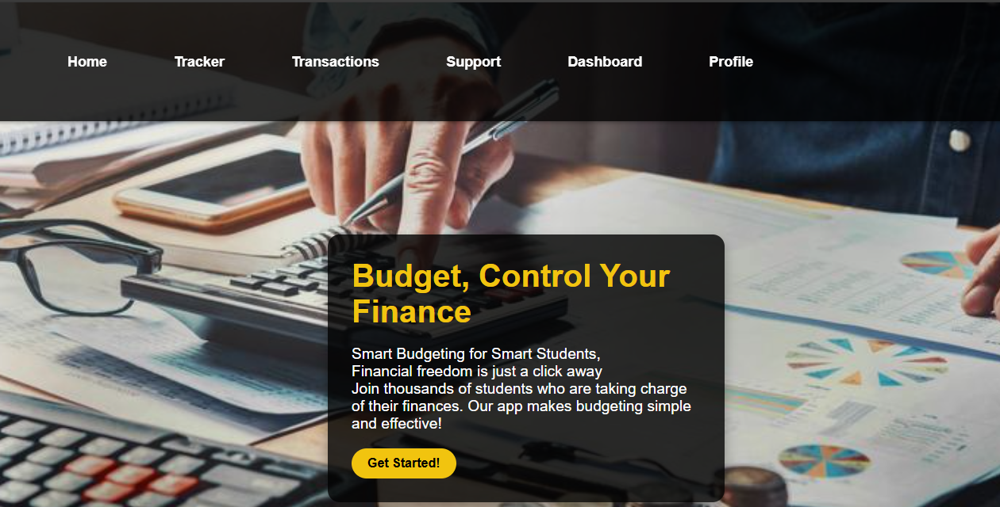 Home Tracker Transactions Support Dashboard Profile
Budget, Control Your
Finance
Smart Budgeting for Smart Students,
Financial freedom is just a click away
Join thousands of students who are taking charge
of their finances. Our app makes budgeting simple
and effective!
Get Started!